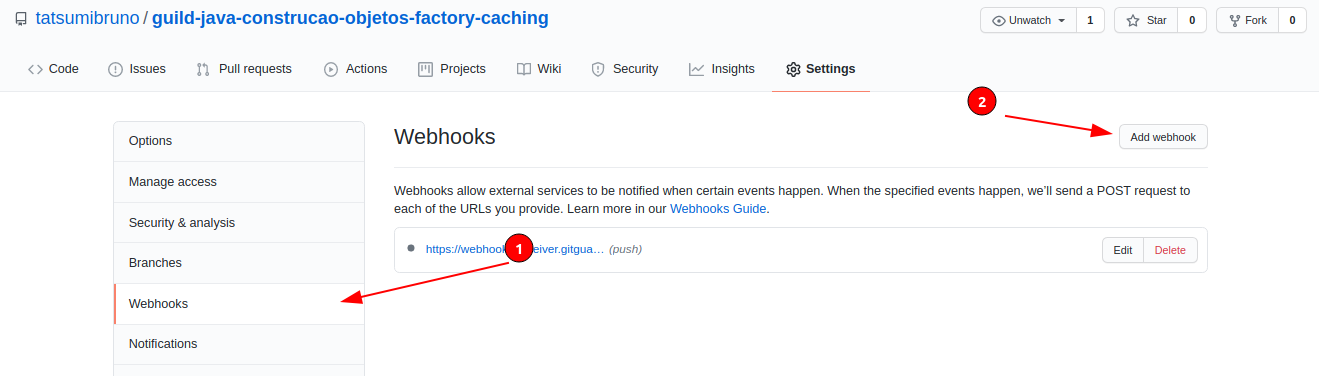 tatsumibruno / guild-java-construcao-objetos-factory-caching
Unwatch 1 Star 0 Fork 0
Code Issues Pull requests Actions Projects Wiki Security Insights Settings
2
Options
Manage access
Security & analysis
Branches
Webhooks
Notifications
Webhooks
Add webhook
Webhooks allow external services to be notified when certain events happen. When the specified events happen, we’ll send a POST request to
each of the URLs you provide. Learn more in our Webhooks Guide.
https://webhook 1 eiver.gitgua… (push)
Edit Delete